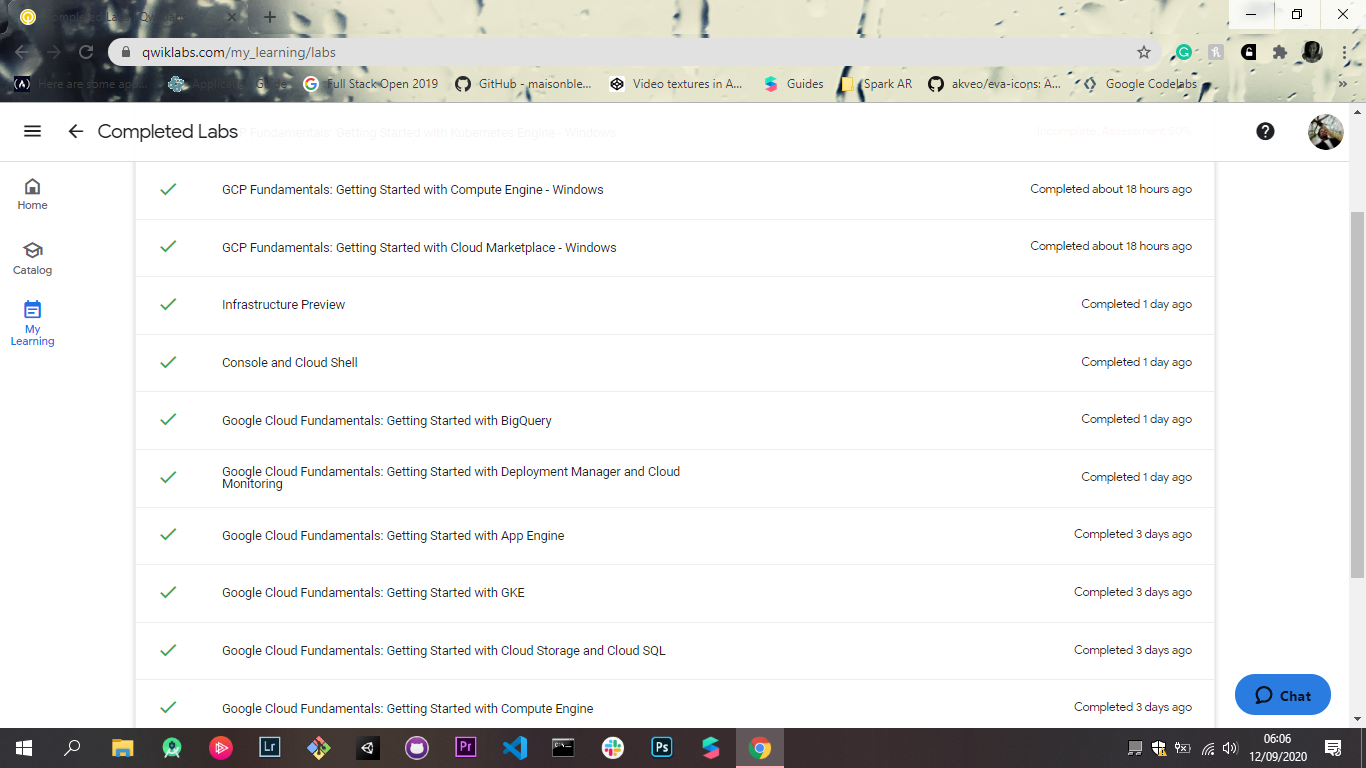 Completed Labs - Qwiklabs
qwiklabs.com/my_learning/labs
Here are some app...
Full Stack Open 2019
GitHub - maisonble...
Video textures in A...
Guides
Spark AR
akveo/eva-icons: A...
Google Codelabs
»
Completed Labs
GCP Fundamentals: Getting Started with Kubernetes Engine - Windows
Home
Catalog
My
Learning
GCP Fundamentals: Getting Started with Compute Engine - Windows
Completed about 18 hours ago
GCP Fundamentals: Getting Started with Cloud Marketplace - Windows
Completed about 18 hours ago
Infrastructure Preview
Completed 1 day ago
Console and Cloud Shell
Completed 1 day ago
Google Cloud Fundamentals: Getting Started with BigQuery
Completed 1 day ago
Google Cloud Fundamentals: Getting Started with Deployment Manager and Cloud
Monitoring
Completed 1 day ago
Google Cloud Fundamentals: Getting Started with App Engine
Completed 3 days ago
Google Cloud Fundamentals: Getting Started with GKE
Completed 3 days ago
Google Cloud Fundamentals: Getting Started with Cloud Storage and Cloud SQL
Completed 3 days ago
Google Cloud Fundamentals: Getting Started with Compute Engine
Completed 3 days ago
Chat
Lr
Pr
Ps
06:06
12/09/2020